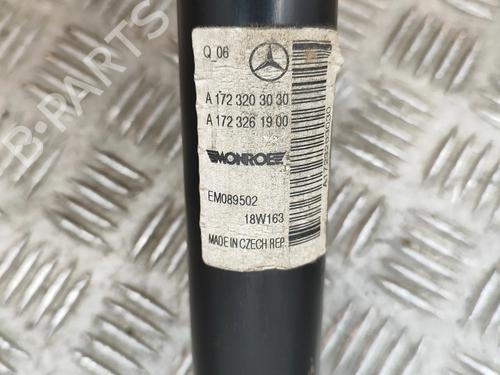 Q_06
A 172 320 30 30
A 172 326 19 00
MONROE
EM089502
18W163
MADE IN CZECH REP.
B-PARTS